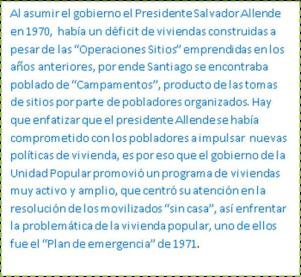 Al asumir el gobierno el Presidente Salvador Allende
en 1970,  había un déficit de viviendas construidas a
pesar de las “Operaciones Sitios” emprendidas en los
años anteriores, por ende Santiago se encontraba
poblado de “Campamentos”, producto de las tomas
de sitios por parte de pobladores organizados. Hay
que enfatizar que el presidente Allende se había
comprometido con los pobladores a impulsar  nuevas
políticas de vivienda, es por eso que el gobierno de la
Unidad Popular promovió un programa de viviendas
muy activo y amplio, que centró su atención en la
resolución de los movilizados “sin casa”, así enfrentar
la problemática de la vivienda popular, uno de ellos
fue el “Plan de emergencia” de 1971.